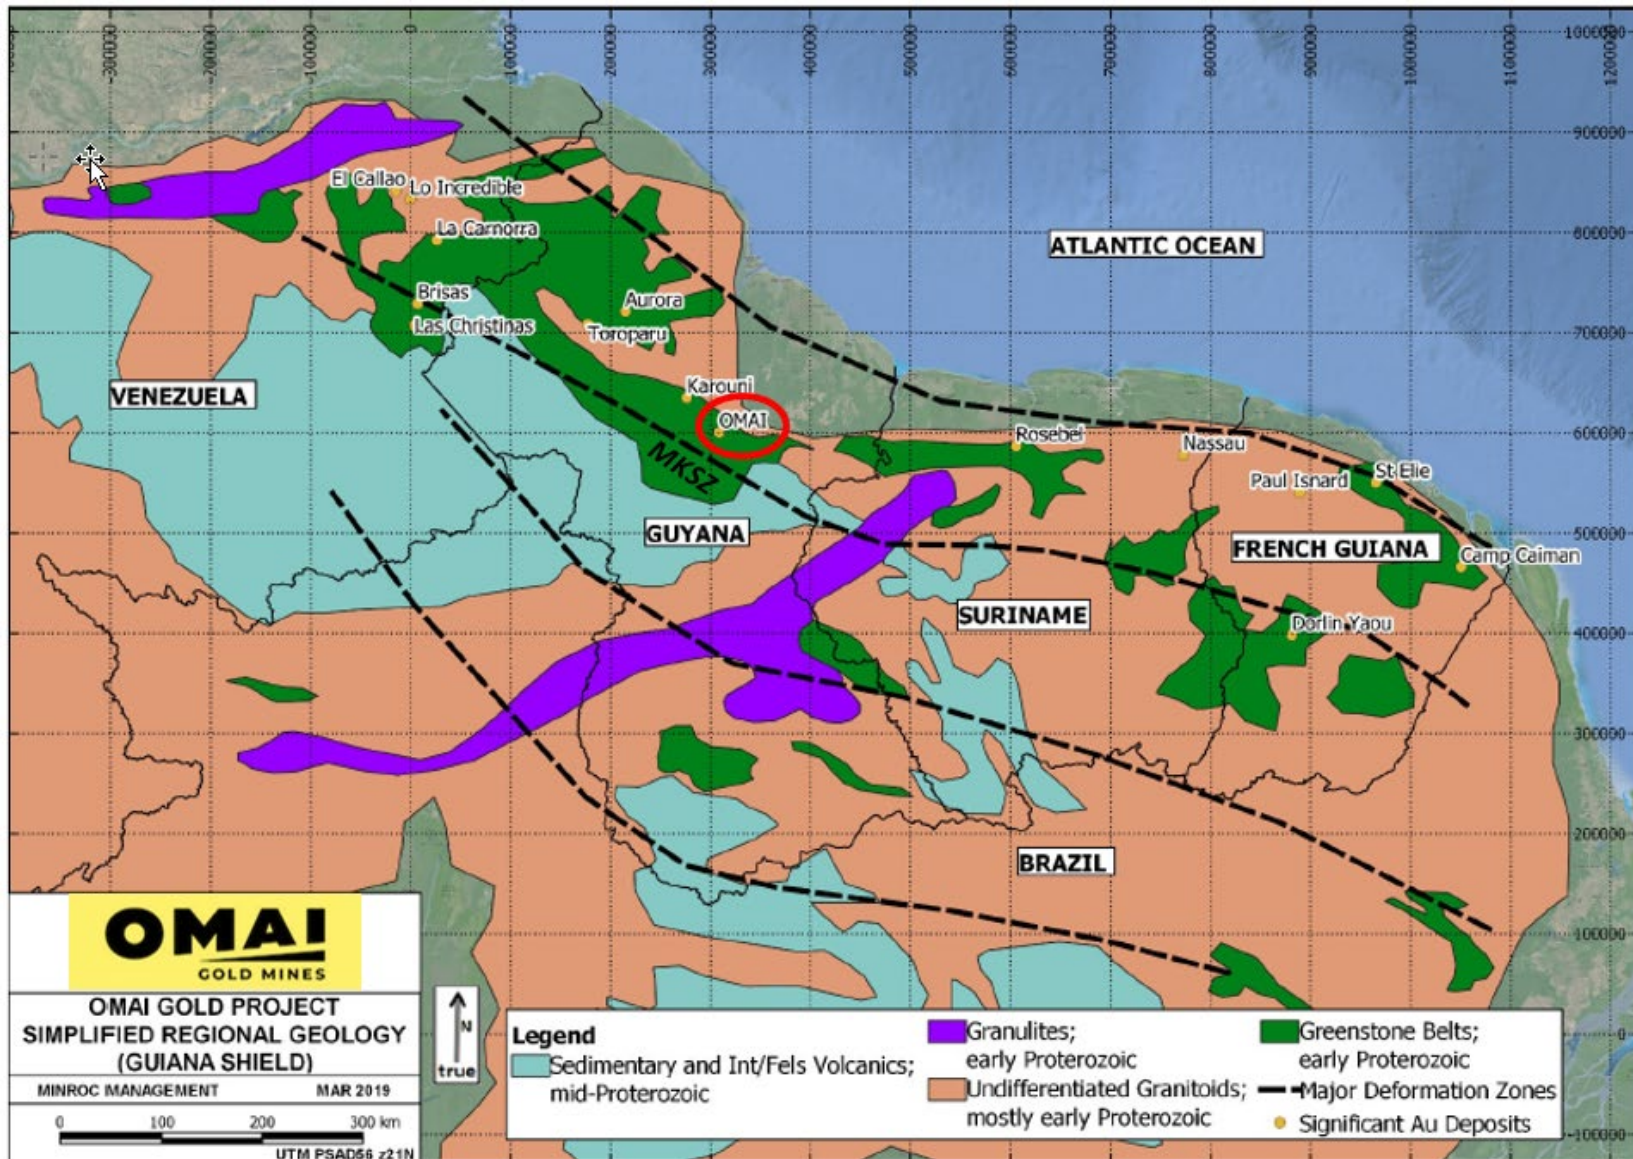 -300000
-200000
-100000
0
100000
200000
300000
400000
500000
600000
700000
800000
900000
1000000
1100000
1200000
1000000
900000
El Callao
Lo Incredible
La Camorra
800000
ATLANTIC OCEAN
Brisas
Aurora
Las Christinas
Toroparu
700000
VENEZUELA
Karouni
OMAI
600000
Rosebel
Nassau
MKSZ
Paul Isnard
St Elie
GUYANA
500000
FRENCH GUIANA
Camp Caiman
SURINAME
Dorlin Yaou
400000
300000
200000
BRAZIL
100000
OMAI
GOLD MINES
OMAI GOLD PROJECT
SIMPLIFIED REGIONAL GEOLOGY
(GUIANA SHIELD)
MINROC MANAGEMENT MAR 2019
0 100 200 300 km
UTM PSAD56 z21N
N
true
Legend
Sedimentary and Int/Fels Volcanics;
mid-Proterozoic
Granulites;
early Proterozoic
Undifferentiated Granitoids;
mostly early Proterozoic
Greenstone Belts;
early Proterozoic
Major Deformation Zones
Significant Au Deposits
0
-100000